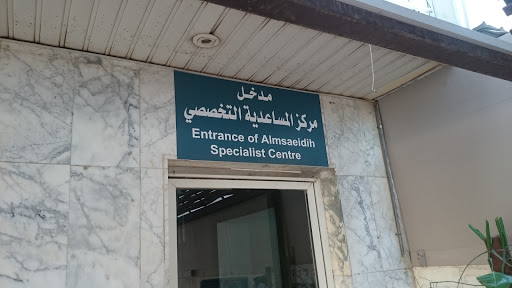 مدخل
مركز المساعدية التخصصي
Entrance of Almsaeidih
Specialist Centre